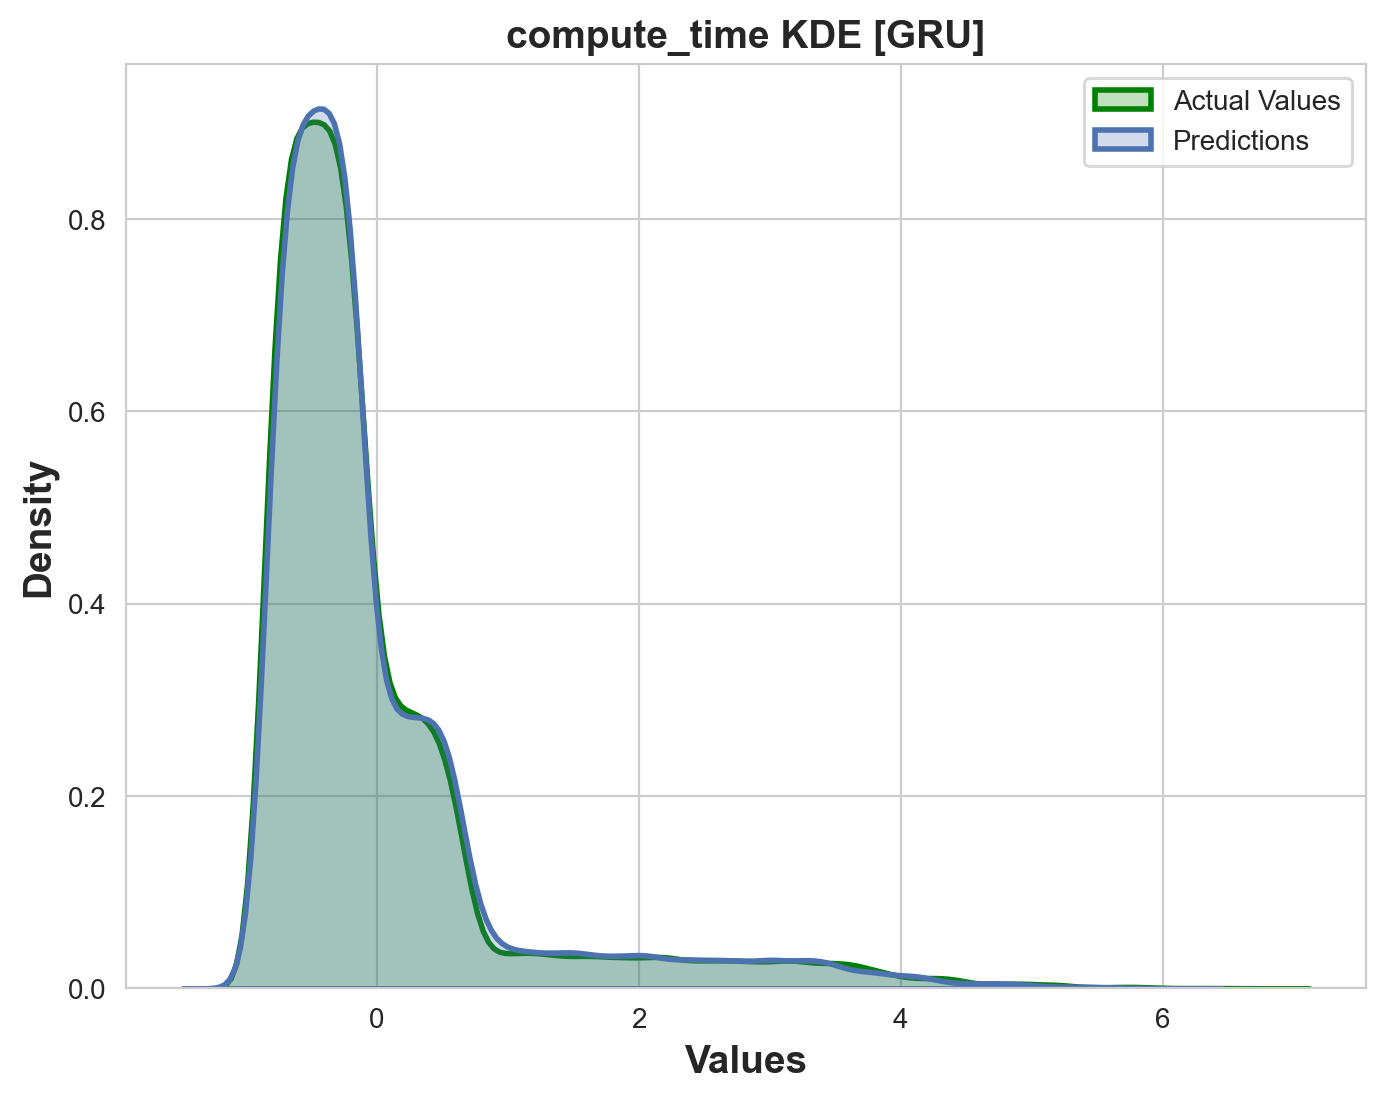 compute_time KDE [GRU]
Actual Values
Predictions
Density
0.8
0.6
0.4
0.2
0.0
0 2 4 6
Values